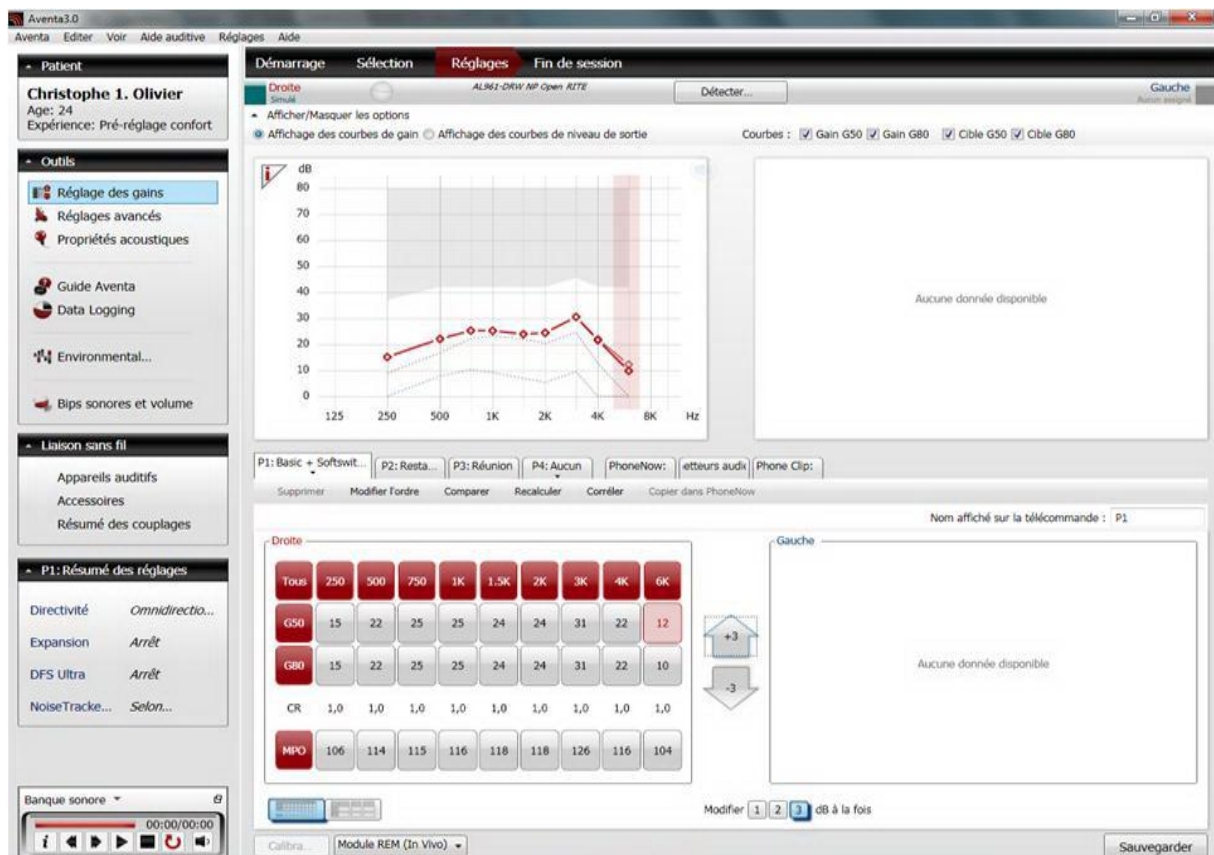 Aventa3.0
Aventa Editer Voir Aide auditive Réglages Aide
Patient
Christophe 1. Olivier
Age: 24
Expérience: Pré-réglage confort
Outils
Réglage des gains
Réglages avancés
Propriétés acoustiques
Guide Aventa
Data Logging
Environmental...
Bips sonores et volume
Liaison sans fil
Appareils auditifs
Accessoires
Résumé des couplages
P1: Résumé des réglages
Directivité Omnidirectio...
Expansion Arrêt
DFS Ultra Arrêt
NoiseTracke... Selon...
Banque sonore
00:00/00:00
Démarrage Sélection Réglages Fin de session
Droite
Simulé
AL961-DRW NP Open RITE
Détecter...
Gauche
Aucun assigné
Afficher/Masquer les options
Affichage des courbes de gain Affichage des courbes de niveau de sortie
Courbes : Gain G50 Gain G80 Cible G50 Cible G80
dB
80
70
60
50
40
30
20
10
0
125 250 500 1K 2K 4K 8K Hz
Aucune donnée disponible
P1: Basic + Softswit... P2: Resta... P3: Réunion P4: Aucun PhoneNow: etteurs audi Phone Clip:
Supprimer Modifier l'ordre Comparer Recalculer Corréler Copier dans PhoneNow
Nom affiché sur la télécommande : P1
Droite
Tous 250 500 750 1K 1.5K 2K 3K 4K 6K
G50 15 22 25 25 24 24 31 22 12
G80 15 22 25 25 24 24 31 22 10
CR 1,0 1,0 1,0 1,0 1,0 1,0 1,0 1,0 1,0
MPO 106 114 115 116 118 118 126 116 104
+3
-3
Gauche
Aucune donnée disponible
Modifier 1 2 3 dB à la fois
Calibra... Module REM (In Vivo)
Sauvegarder